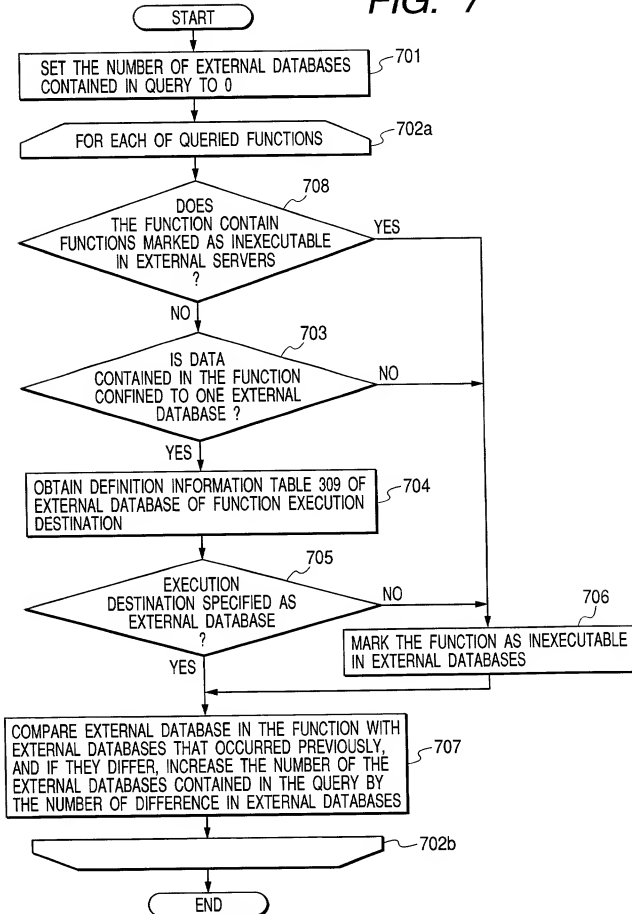 FIG. 7
START
SET THE NUMBER OF EXTERNAL DATABASES
CONTAINED IN QUERY TO 0
701
FOR EACH OF QUERIED FUNCTIONS
702a
708
DOES
THE FUNCTION CONTAIN
FUNCTIONS MARKED AS INEXECUTABLE
IN EXTERNAL SERVERS
?
YES
NO
703
IS DATA
CONTAINED IN THE FUNCTION
CONFINED TO ONE EXTERNAL
DATABASE ?
NO
YES
OBTAIN DEFINITION INFORMATION TABLE 309 OF
EXTERNAL DATABASE OF FUNCTION EXECUTION
DESTINATION
704
705
EXECUTION
DESTINATION SPECIFIED AS
EXTERNAL DATABASE
?
NO
YES
706
MARK THE FUNCTION AS INEXECUTABLE
IN EXTERNAL DATABASES
COMPARE EXTERNAL DATABASE IN THE FUNCTION WITH
EXTERNAL DATABASES THAT OCCURRED PREVIOUSLY,
AND IF THEY DIFFER, INCREASE THE NUMBER OF THE
EXTERNAL DATABASES CONTAINED IN THE QUERY BY
THE NUMBER OF DIFFERENCE IN EXTERNAL DATABASES
707
702b
END